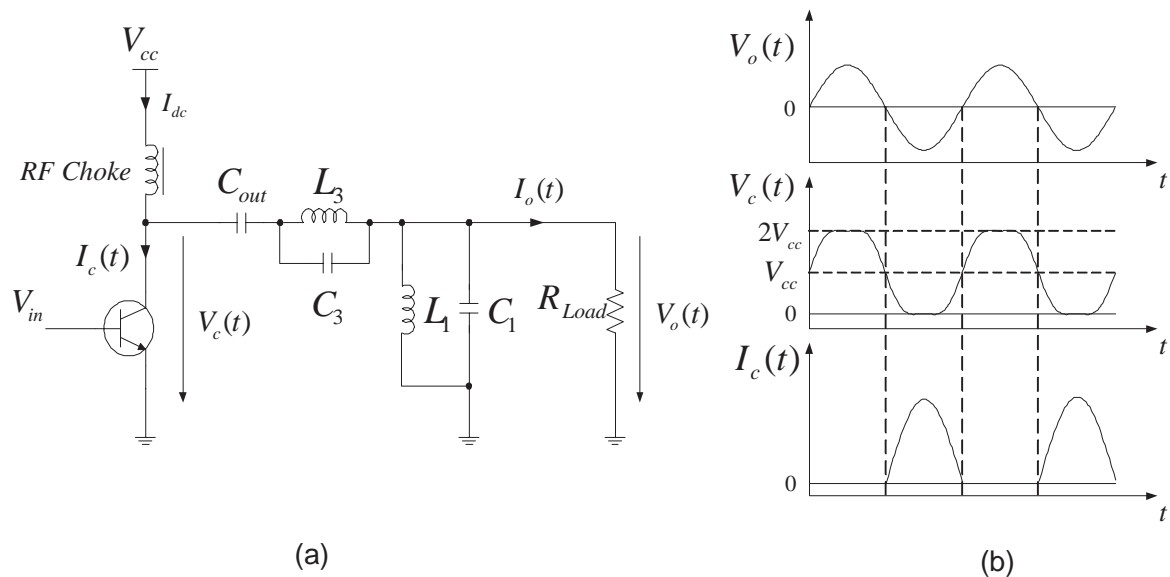 V_cc
I_dc
RF Choke
C_out
L_3
I_o(t)
I_c(t)
C_3
V_in
V_c(t)
L_1
C_1
R_Load
V_o(t)
(a)
V_o(t)
0
t
V_c(t)
2V_cc
V_cc
0
t
I_c(t)
0
t
(b)